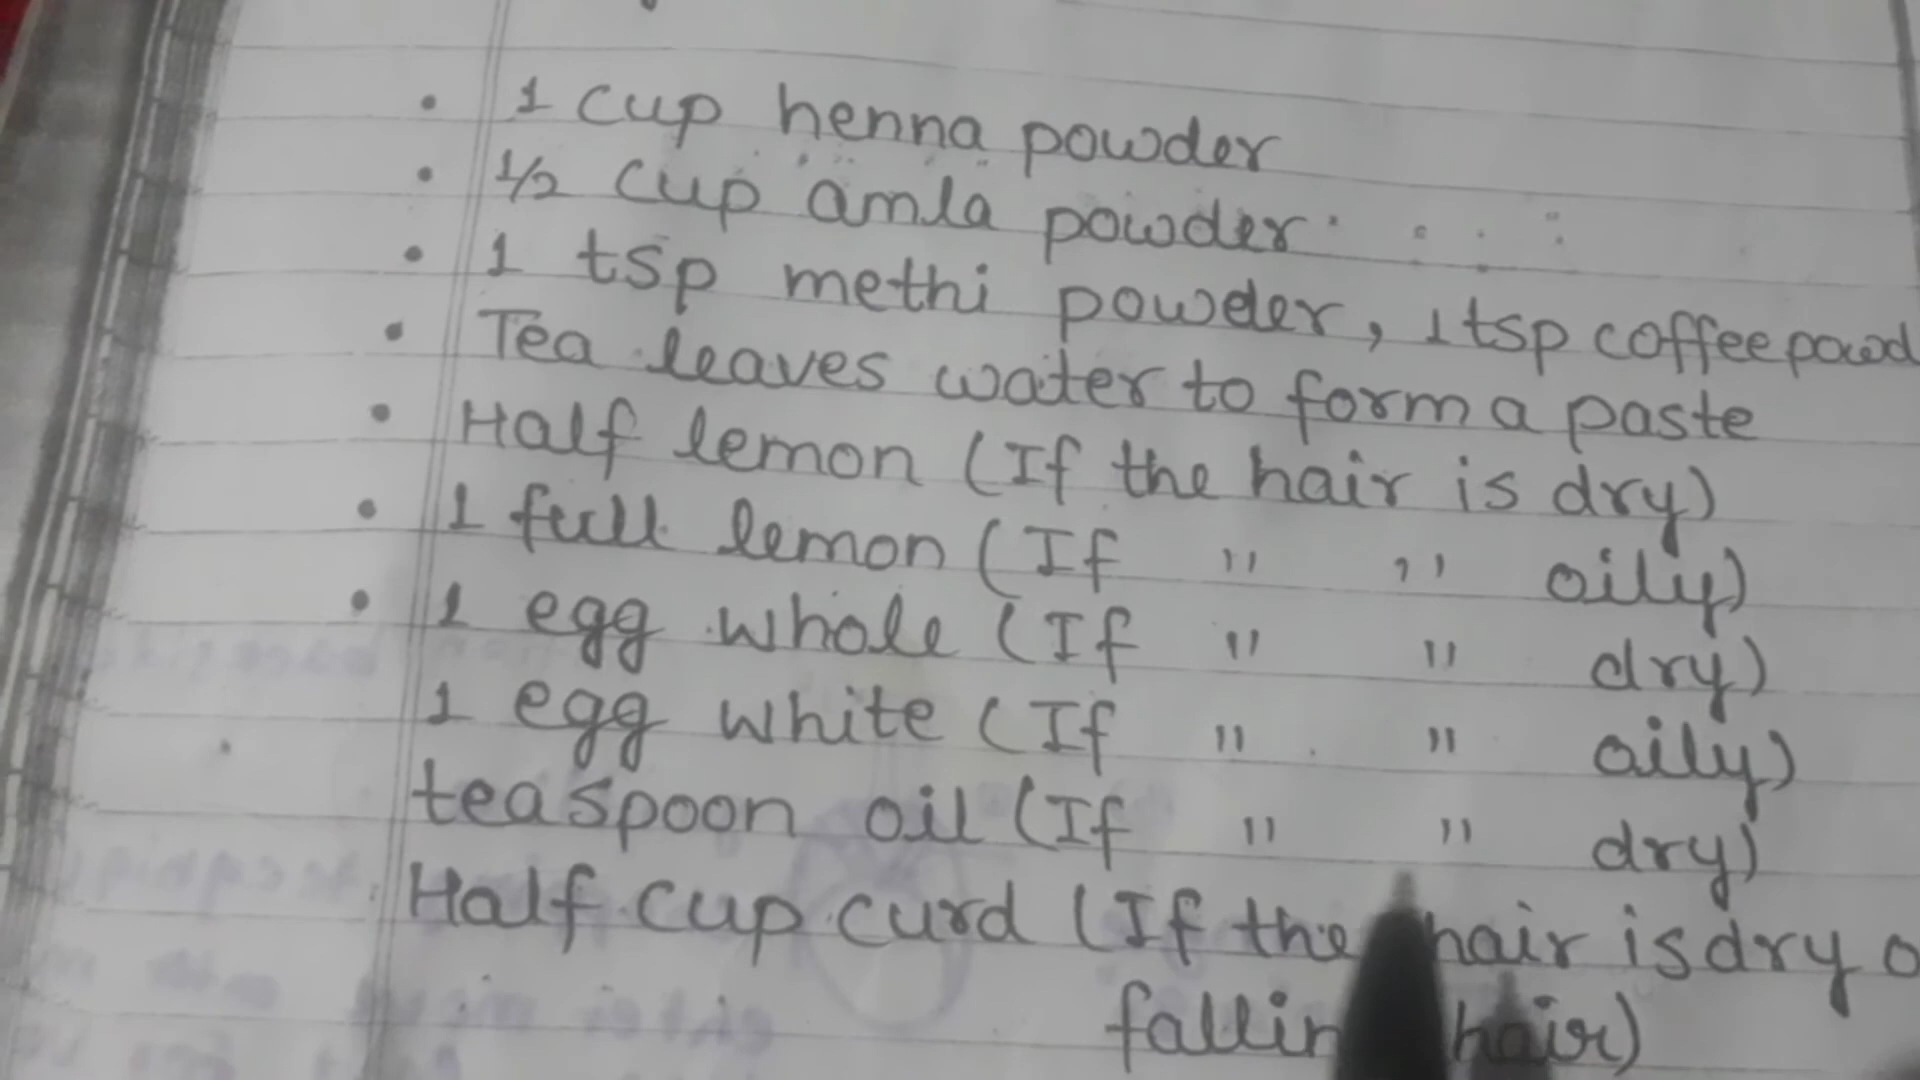 • 1 cup henna powder
• 1/2 cup amla powder
• 1 tsp methi powder, 1tsp coffee powd
• Tea leaves water to form a paste
• Half lemon (If the hair is dry)
• 1 full lemon (If " " oily)
• 1 egg whole (If " " dry)
1 egg white (If " " oily)
teaspoon oil (If " " dry)
Half cup curd (If the hair is dry
hair)